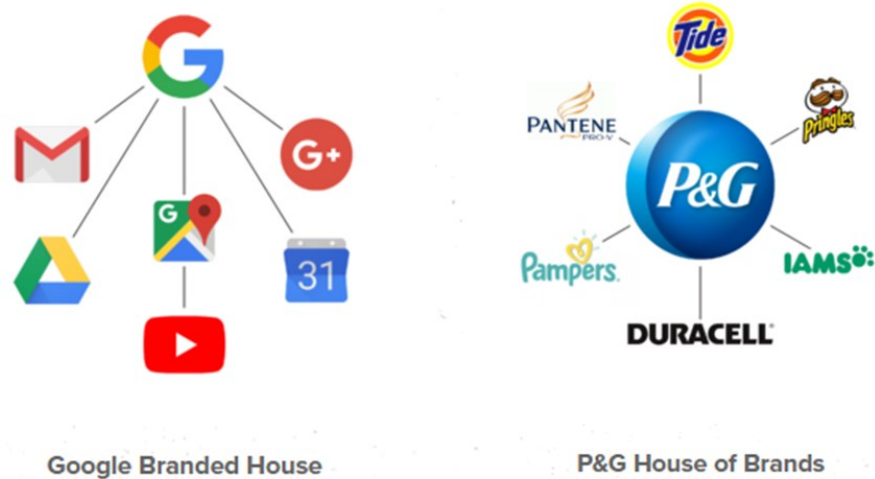 G
G+
G
31
Google Branded House
Tide
PANTENE
PRO-V
Pringles
P&G
Pampers.
IAMS
DURACELL®
P&G House of Brands